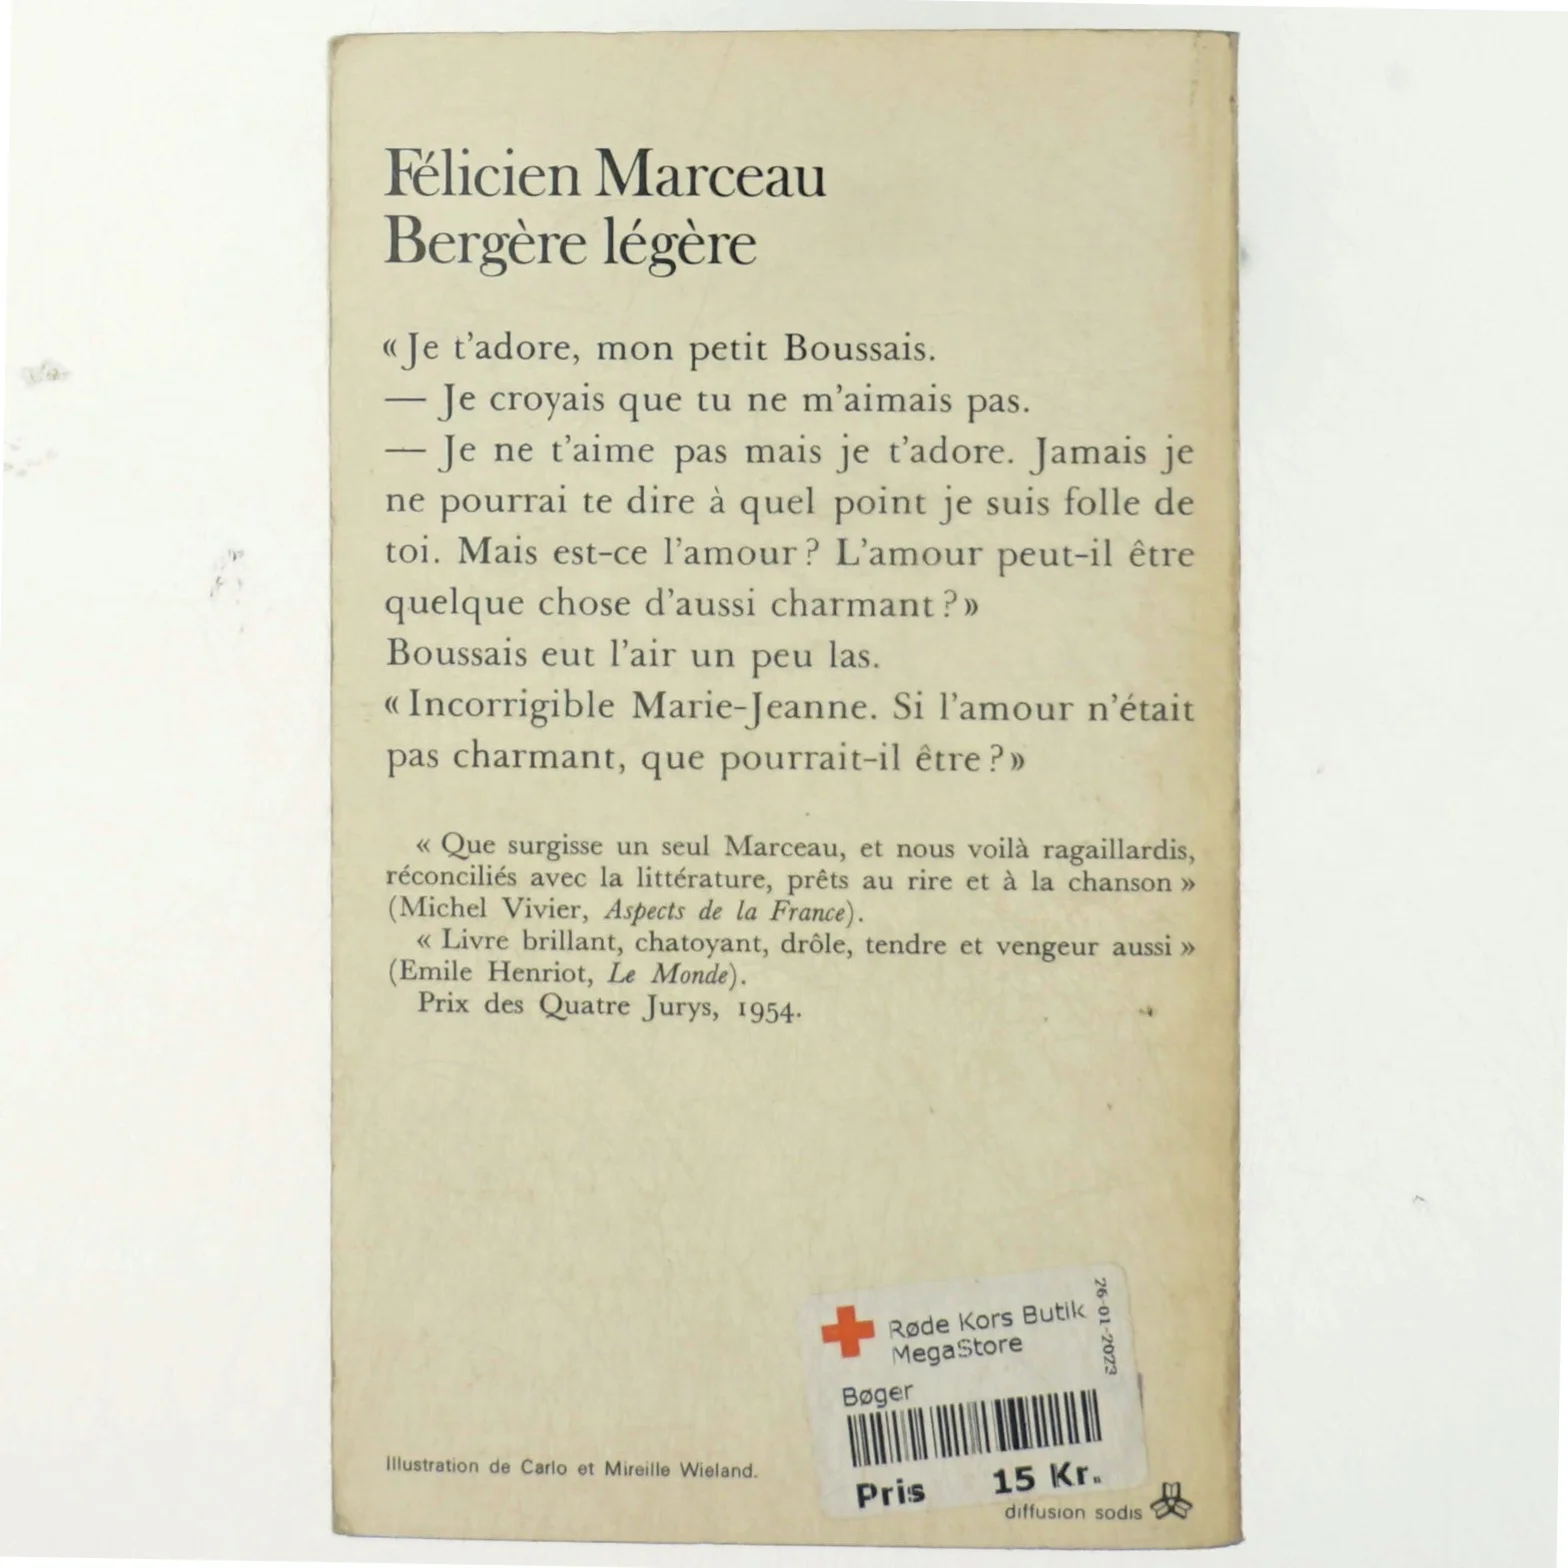 Félicien Marceau
Bergère légère
« Je t'adore, mon petit Boussais.
— Je croyais que tu ne m'aimais pas.
— Je ne t'aime pas mais je t'adore. Jamais je
ne pourrai te dire à quel point je suis folle de
toi. Mais est-ce l'amour ? L'amour peut-il être
quelque chose d'aussi charmant ? »
Boussais eut l'air un peu las.
« Incorrigible Marie-Jeanne. Si l'amour n'était
pas charmant, que pourrait-il être ? »
« Que surgisse un seul Marceau, et nous voilà ragaillardis,
réconciliés avec la littérature, prêts au rire et à la chanson »
(Michel Vivier, Aspects de la France).
« Livre brillant, chatoyant, drôle, tendre et vengeur aussi »
(Emile Henriot, Le Monde).
Prix des Quatre Jurys, 1954.
Røde Kors Butik
MegaStore
26-01-2023
Bøger
Pris 15 Kr.
Illustration de Carlo et Mireille Wieland.
diffusion sodis